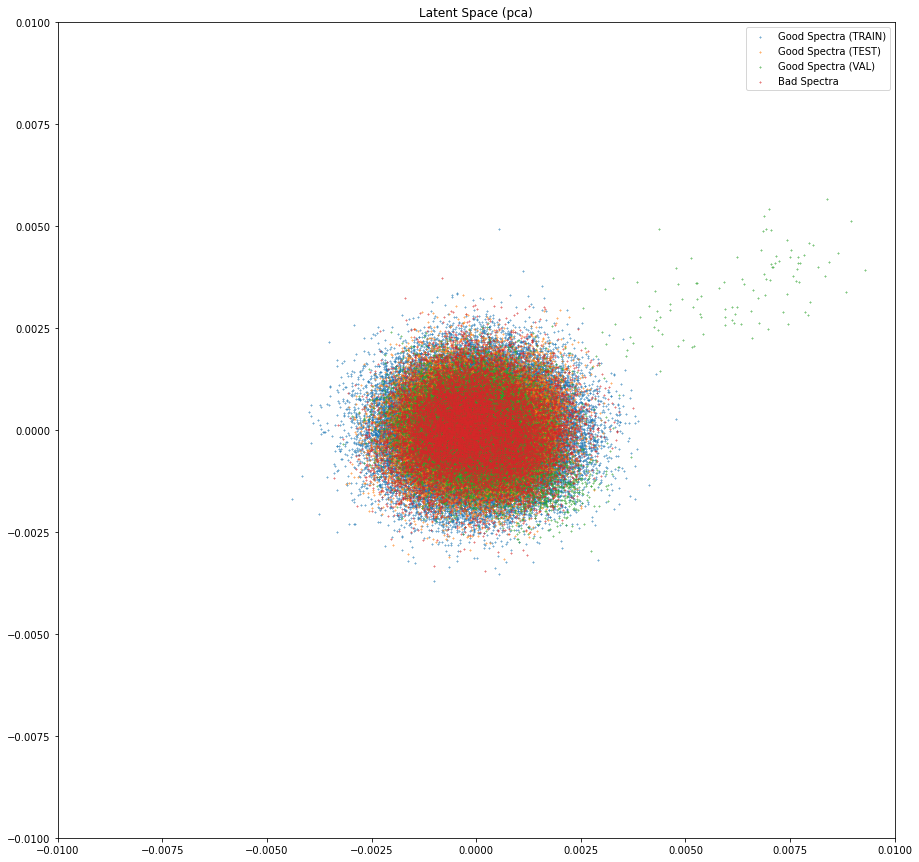 Latent Space (pca)
Good Spectra (TRAIN)
Good Spectra (TEST)
Good Spectra (VAL)
Bad Spectra
0.0100
0.0075
0.0050
0.0025
0.0000
−0.0025
−0.0050
−0.0075
−0.0100
−0.0100 −0.0075 −0.0050 −0.0025 0.0000 0.0025 0.0050 0.0075 0.0100